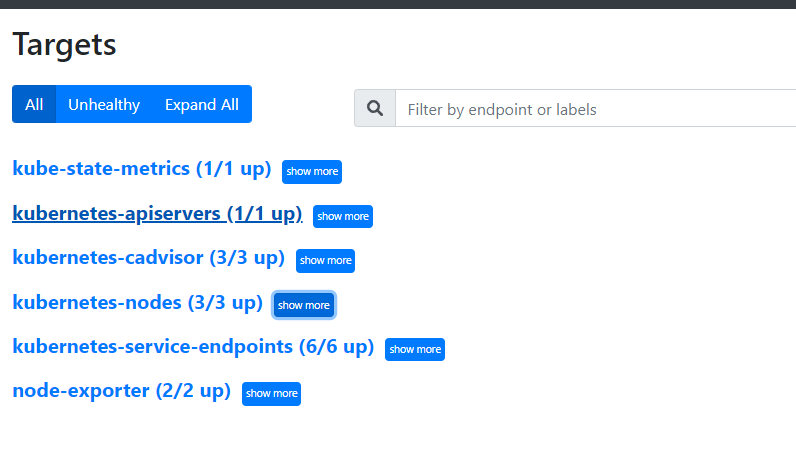 Targets
All Unhealthy Expand All Filter by endpoint or labels
kube-state-metrics (1/1 up) show more
kubernetes-apiservers (1/1 up) show more
kubernetes-cadvisor (3/3 up) show more
kubernetes-nodes (3/3 up) show more
kubernetes-service-endpoints (6/6 up) show more
node-exporter (2/2 up) show more